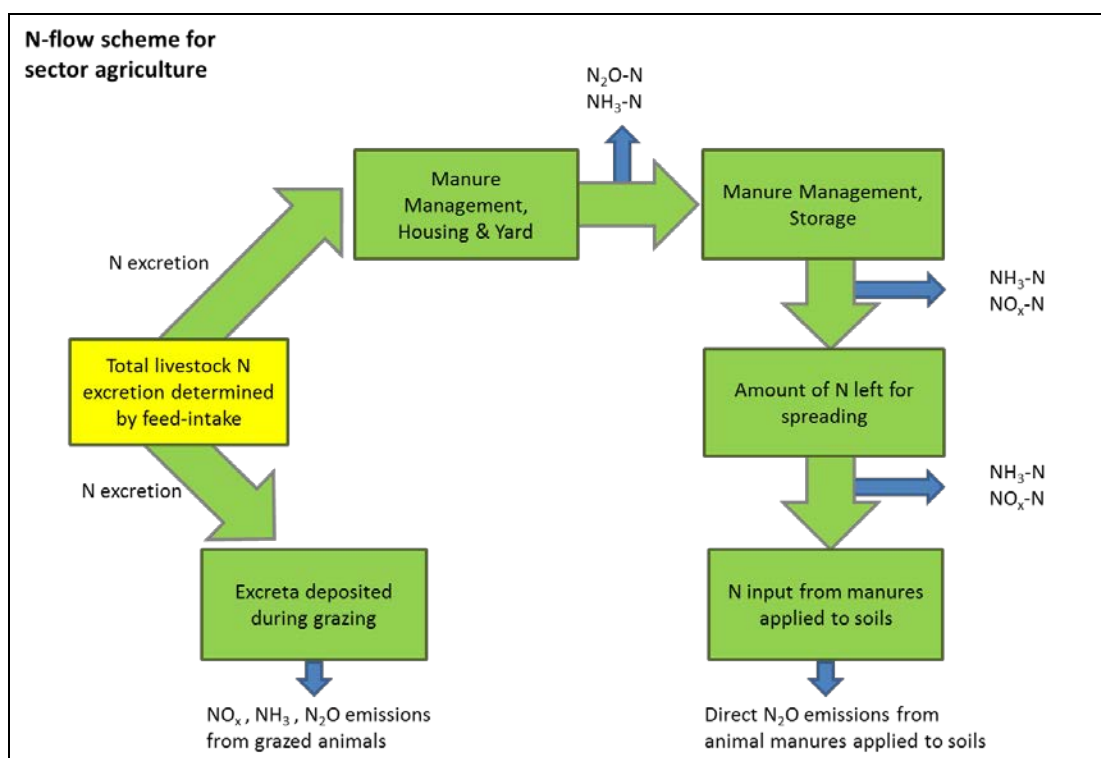 N-flow scheme for
sector agriculture
N₂O-N
NH₃-N
Manure
Management,
Housing & Yard
Manure Management,
Storage
N excretion
NH₃-N
NOₓ-N
Total livestock N
excretion determined
by feed-intake
Amount of N left for
spreading
N excretion
NH₃-N
NOₓ-N
Excreta deposited
during grazing
N input from manures
applied to soils
NOₓ , NH₃ , N₂O emissions
from grazed animals
Direct N₂O emissions from
animal manures applied to soils